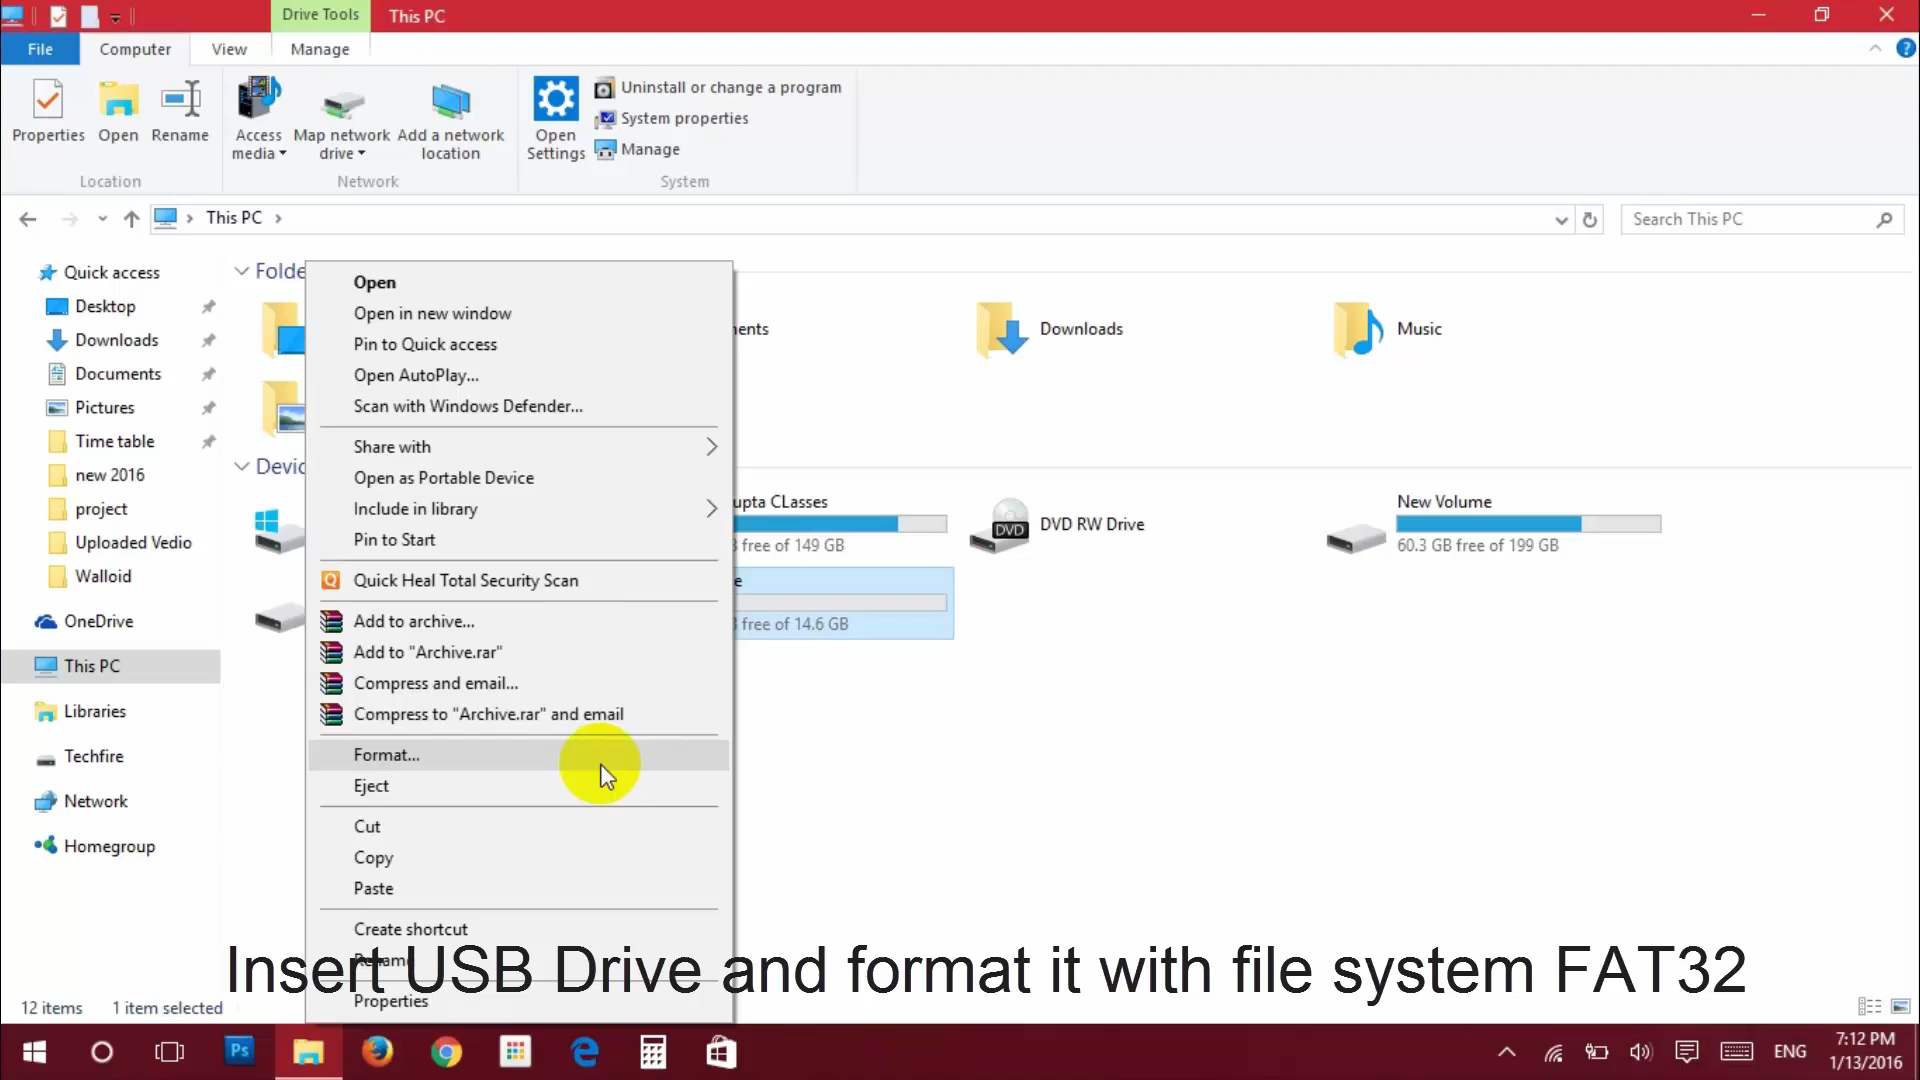 Drive Tools
This PC
File
Computer
View
Manage
Properties
Open
Rename
Access media
Map network drive
Add a network location
Open Settings
Uninstall or change a program
System properties
Manage
Location
Network
System
This PC
Search This PC
Quick access
Desktop
Downloads
Documents
Pictures
Time table
new 2016
project
Uploaded Vedio
Walloid
OneDrive
This PC
Libraries
Techfire
Network
Homegroup
Folde
Devic
Open
Open in new window
Pin to Quick access
Open AutoPlay...
Scan with Windows Defender...
Share with
Open as Portable Device
Include in library
Pin to Start
Quick Heal Total Security Scan
Add to archive...
Add to "Archive.rar"
Compress and email...
Compress to "Archive.rar" and email
Format...
Eject
Cut
Copy
Paste
Create shortcut
Rename
Properties
ments
Downloads
Music
upta CLasses
free of 149 GB
DVD
DVD RW Drive
New Volume
60.3 GB free of 199 GB
e
free of 14.6 GB
Insert USB Drive and format it with file system FAT32
12 items
1 item selected
Ps
ENG
7:12 PM
1/13/2016